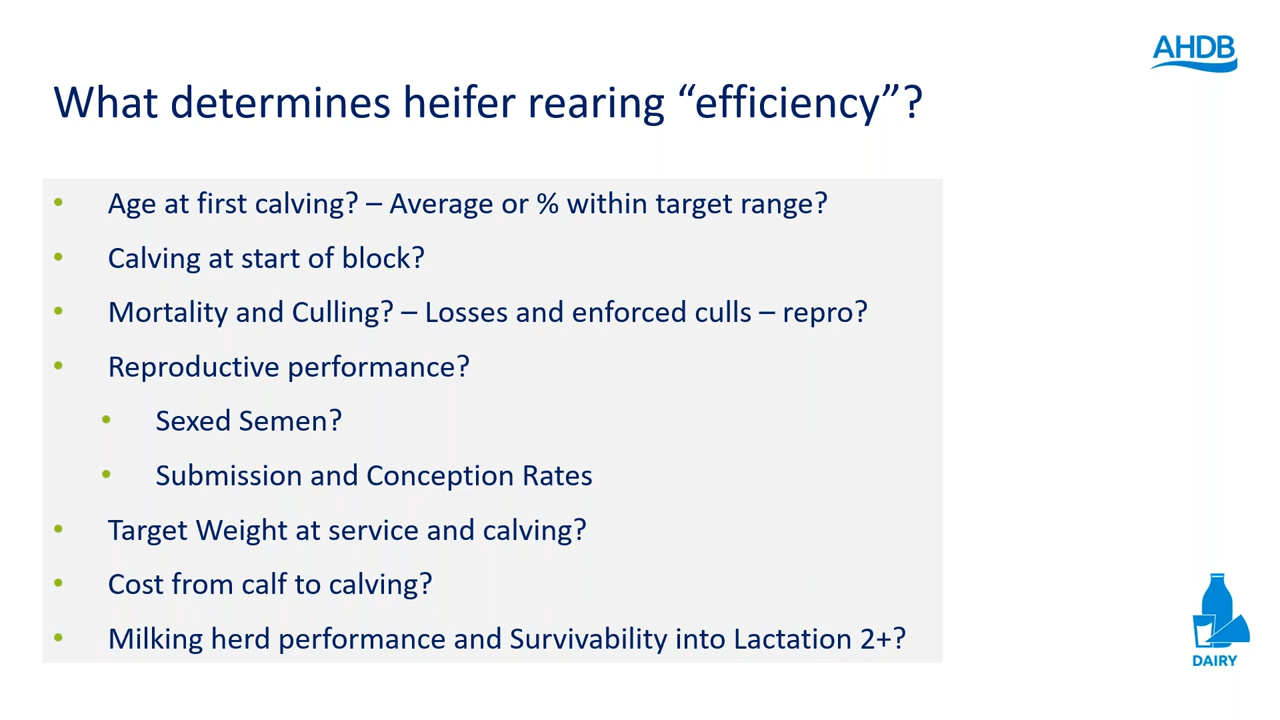 AHDB
What determines heifer rearing “efficiency”?
• Age at first calving? – Average or % within target range?
• Calving at start of block?
• Mortality and Culling? – Losses and enforced culls – repro?
• Reproductive performance?
• Sexed Semen?
• Submission and Conception Rates
• Target Weight at service and calving?
• Cost from calf to calving?
• Milking herd performance and Survivability into Lactation 2+?
DAIRY